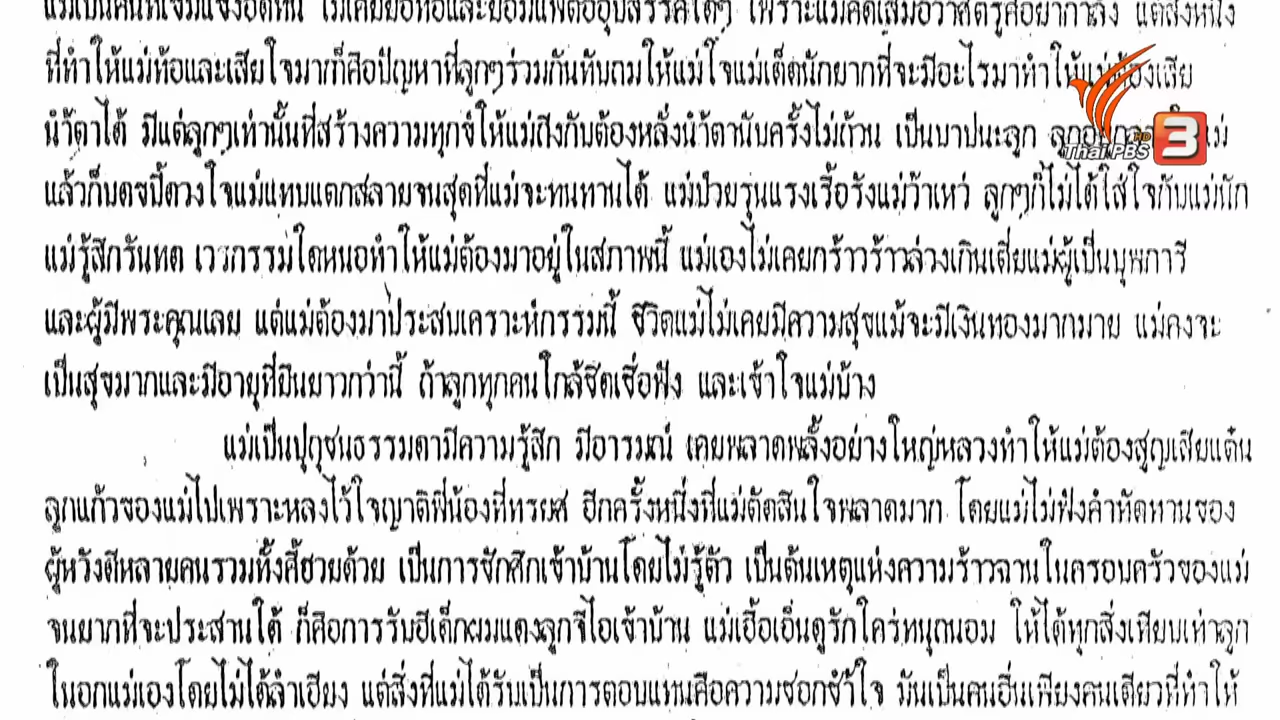 แม่เป็นคนที่เข้มแข็งอดทน ไม่เคยย่อท้อและยอมแพ้ต่ออุปสรรคใดๆ เพราะแม่คิดเสมอว่าศัตรูคือยากำลัง แต่สิ่งหนึ่ง
ที่ทำให้แม่ท้อและเสียใจมากก็คือปัญหาที่ลูกๆร่วมกันทับถมให้แม่ใจแม่เด็ดนักยากที่จะมีอะไรมาทำให้แม่ต้องเสีย
น้ำตาได้ มีแต่ลูกๆเท่านั้นที่สร้างความทุกข์ให้แม่ถึงกับต้องหลั่งน้ำตานับครั้งไม่ถ้วน เป็นบาปนะลูก
แล้วก็บดขยี้ดวงใจแม่แทบแตกสลายจนสุดที่แม่จะทนทานได้ แม่ป่วยรุนแรงเรื้อรังแม่ว้าเหว่ ลูกๆก็ไม่ได้ใส่ใจกับแม่นัก
แม่รู้สึกรันทด เวรกรรมใดหนอทำให้แม่ต้องมาอยู่ในสภาพนี้ แม่เองไม่เคยกร้าวร้าวล่วงเกินเตี่ยแม่ผู้เป็นบุพการี
และผู้มีพระคุณเลย แต่แม่ต้องมาประสบเคราะห์กรรมนี้ ชีวิตแม่ไม่เคยมีความสุขแม้จะมีเงินทองมากมาย แม่คงจะ
เป็นสุขมากและมีอายุที่ยืนยาวกว่านี้ ถ้าลูกทุกคนใกล้ชิดเชื่อฟัง และเข้าใจแม่บ้าง
แม่เป็นปุถุชนธรรมดามีความรู้สึก มีอารมณ์ เคยพลาดพลั้งอย่างใหญ่หลวงทำให้แม่ต้องสูญเสียแด๋น
ลูกแก้วของแม่ไปเพราะหลงไว้ใจญาติพี่น้องที่ทรยศ อีกครั้งหนึ่งที่แม่ตัดสินใจพลาดมาก โดยแม่ไม่ฟังคำทัดทานของ
ผู้หวังดีหลายคนรวมทั้งศี้ฮวยด้วย เป็นการชักศึกเข้าบ้านโดยไม่รู้ตัว เป็นต้นเหตุแห่งความร้าวฉานในครอบครัวของแม่
จนยากที่จะประสานได้ ก็คือการรับอีเด็กผมแดงลูกจีไอเข้าบ้าน แม่เอื้อเอ็นดูรักใคร่ทนุถนอม ให้ได้ทุกสิ่งเทียบเท่าลูก
ในอกแม่เองโดยไม่ได้ลำเอียง แต่สิ่งที่แม่ได้รับเป็นการตอบแทนคือความชอกช้ำใจ มันเป็นคนอื่นเพียงคนเดียวที่ทำให้
Thai PBS HD 3